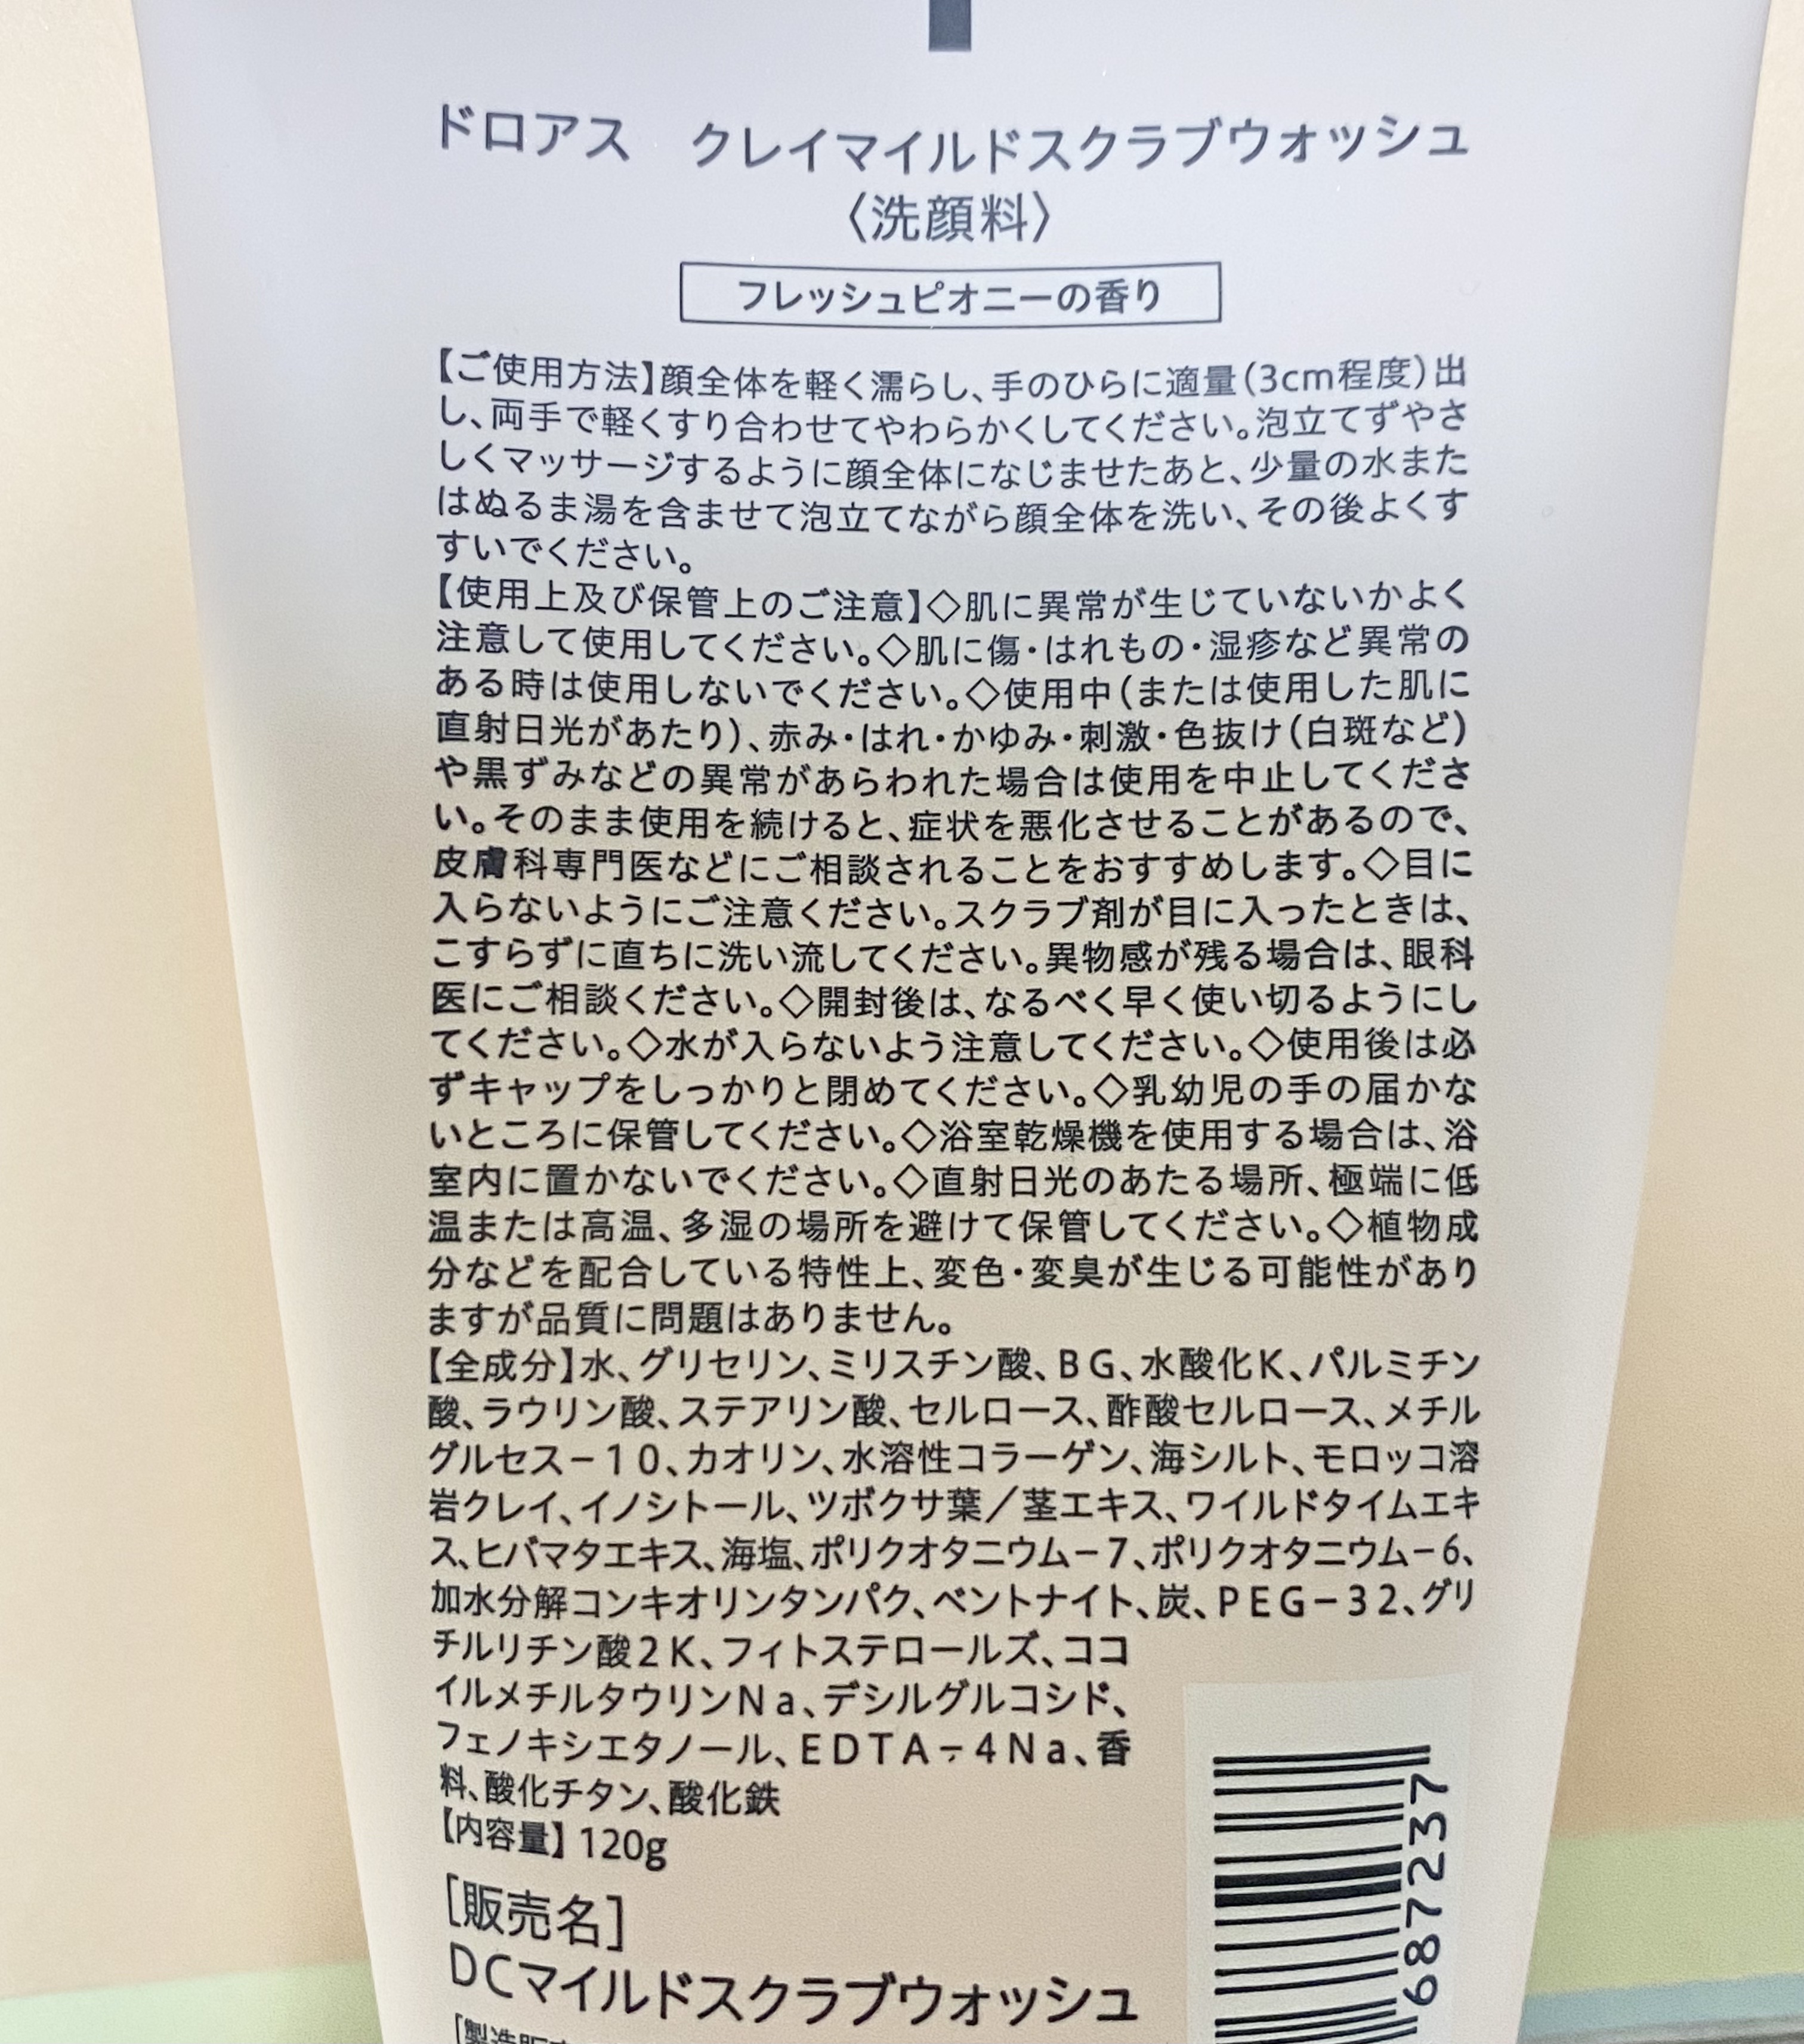 ドロアス　クレイマイルドスクラブウォッシュ
〈洗顔料〉
フレッシュピオニーの香り
【ご使用方法】顔全体を軽く濡らし、手のひらに適量(3cm程度)出
し、両手で軽くすり合わせてやわらかくしてください。泡立てずやさ
しくマッサージするように顔全体になじませたあと、少量の水また
はぬるま湯を含ませて泡立てながら顔全体を洗い、その後よくす
すいでください。
【使用上及び保管上のご注意】◇肌に異常が生じていないかよく
注意して使用してください。◇肌に傷・はれもの・湿疹など異常の
ある時は使用しないでください。◇使用中(または使用した肌に
直射日光があたり)、赤み・はれ・かゆみ・刺激・色抜け(白斑など)
や黒ずみなどの異常があらわれた場合は使用を中止してくださ
い。そのまま使用を続けると、症状を悪化させることがあるので、
皮膚科専門医などにご相談されることをおすすめします。◇目に
入らないようにご注意ください。スクラブ剤が目に入ったときは、
こすらずに直ちに洗い流してください。異物感が残る場合は、眼科
医にご相談ください。◇開封後は、なるべく早く使い切るようにし
てください。◇水が入らないよう注意してください。◇使用後は必
ずキャップをしっかりと閉めてください。◇乳幼児の手の届かな
いところに保管してください。◇浴室乾燥機を使用する場合は、浴
室内に置かないでください。◇直射日光のあたる場所、極端に低
温または高温、多湿の場所を避けて保管してください。◇植物成
分などを配合している特性上、変色・変臭が生じる可能性があり
ますが品質に問題はありません。
【全成分】水、グリセリン、ミリスチン酸、BG、水酸化K、パルミチン
酸、ラウリン酸、ステアリン酸、セルロース、酢酸セルロース、メチル
グルセス－10、カオリン、水溶性コラーゲン、海シルト、モロッコ溶
岩クレイ、イノシトール、ツボクサ葉／茎エキス、ワイルドタイムエキ
ス、ヒバマタエキス、海塩、ポリクオタニウム－7、ポリクオタニウム－6、
加水分解コンキオリンタンパク、ベントナイト、炭、PEG－32、グリ
チルリチン酸2K、フィトステロールズ、ココ
イルメチルタウリンNa、デシルグルコシド、
フェノキシエタノール、EDTA－4Na、香
料、酸化チタン、酸化鉄
【内容量】120g
［販売名］
DCマイルドスクラブウォッシュ
［製造販
687237